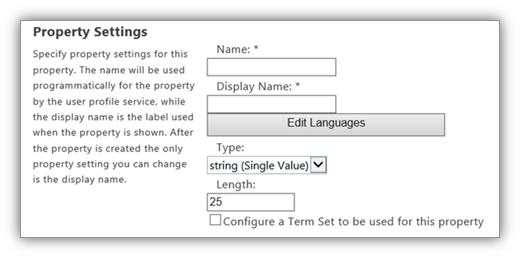 Property Settings
Specify property settings for this
property. The name will be used
programmatically for the property
by the user profile service, while
the display name is the label used
when the property is shown. After
the property is created the only
property setting you can change
is the display name.
Name: *
Display Name: *
Edit Languages
Type:
string (Single Value)
Length:
25
Configure a Term Set to be used for this property